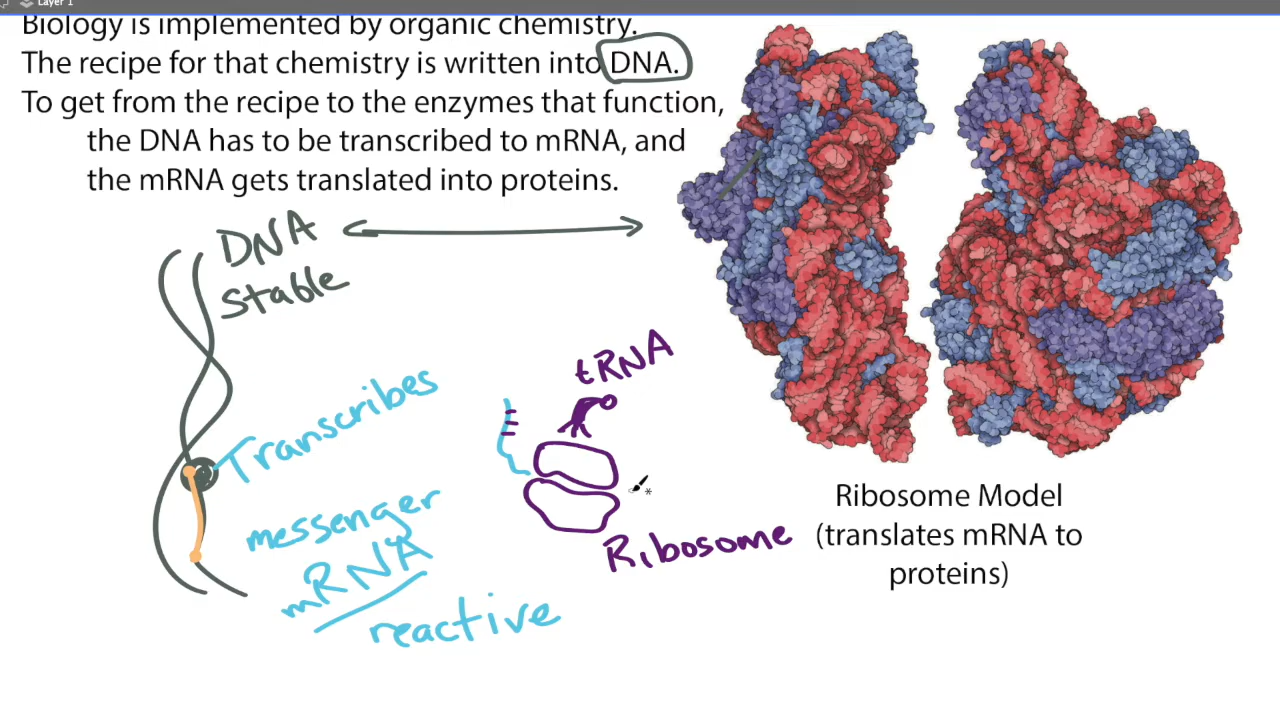 Layer 1
Biology is implemented by organic chemistry.
The recipe for that chemistry is written into DNA.
To get from the recipe to the enzymes that function,
the DNA has to be transcribed to mRNA, and
the mRNA gets translated into proteins.
DNA
stable
Transcribes
messenger
mRNA
reactive
tRNA
Ribosome
Ribosome Model
(translates mRNA to
proteins)